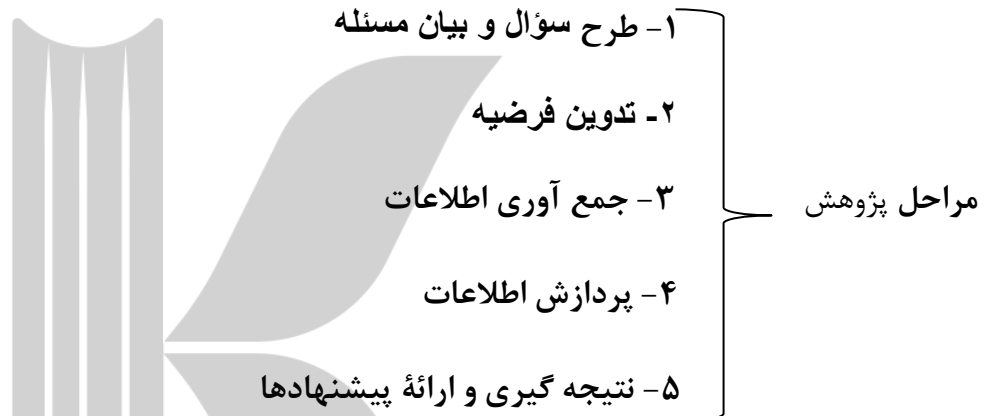 مراحل پژوهش
۱- طرح سؤال و بیان مسئله
۲- تدوین فرضیه
۳- جمع آوری اطلاعات
۴- پردازش اطلاعات
۵- نتیجه گیری و ارائهٔ پیشنهادها